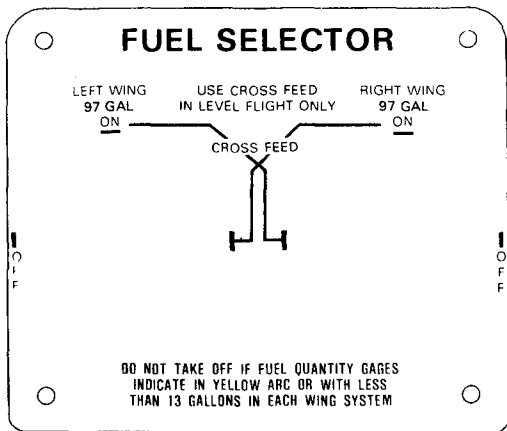 FUEL SELECTOR
LEFT WING
97 GAL
ON
USE CROSS FEED
IN LEVEL FLIGHT ONLY
RIGHT WING
97 GAL
ON
CROSS FEED
OFF
OFF
DO NOT TAKE OFF IF FUEL QUANTITY GAGES
INDICATE IN YELLOW ARC OR WITH LESS
THAN 13 GALLONS IN EACH WING SYSTEM